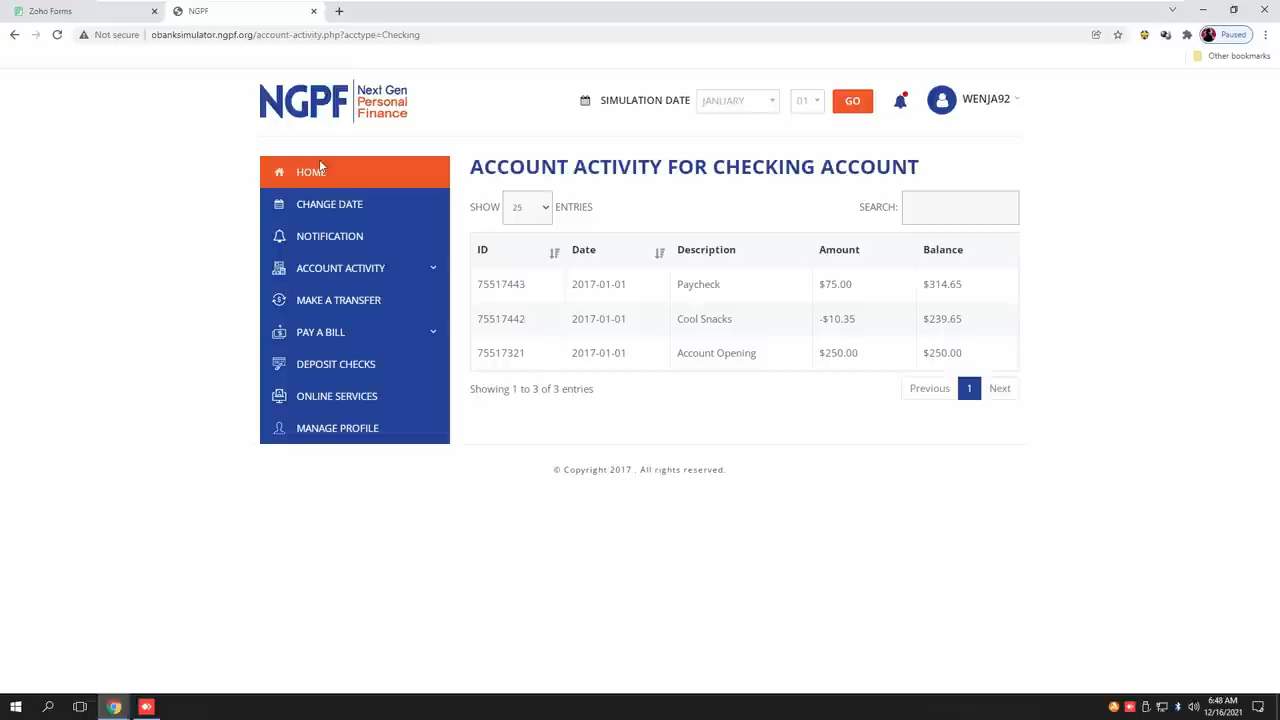 Zoho Forms
NGPF
Paused
Not secure
obanksimulator.ngpf.org/account-activity.php?acctype=Checking
Other bookmarks
NGPF Next Gen Personal Finance
SIMULATION DATE
JANUARY
01
GO
WENJA92
HOME
CHANGE DATE
NOTIFICATION
ACCOUNT ACTIVITY
MAKE A TRANSFER
PAY A BILL
DEPOSIT CHECKS
ONLINE SERVICES
MANAGE PROFILE
ACCOUNT ACTIVITY FOR CHECKING ACCOUNT
SHOW 25 ENTRIES
SEARCH:
ID Date Description Amount Balance
75517443 2017-01-01 Paycheck $75.00 $314.65
75517442 2017-01-01 Cool Snacks -$10.35 $239.65
75517321 2017-01-01 Account Opening $250.00 $250.00
Showing 1 to 3 of 3 entries
Previous 1 Next
© Copyright 2017 . All rights reserved.
6:48 AM
12/16/2021